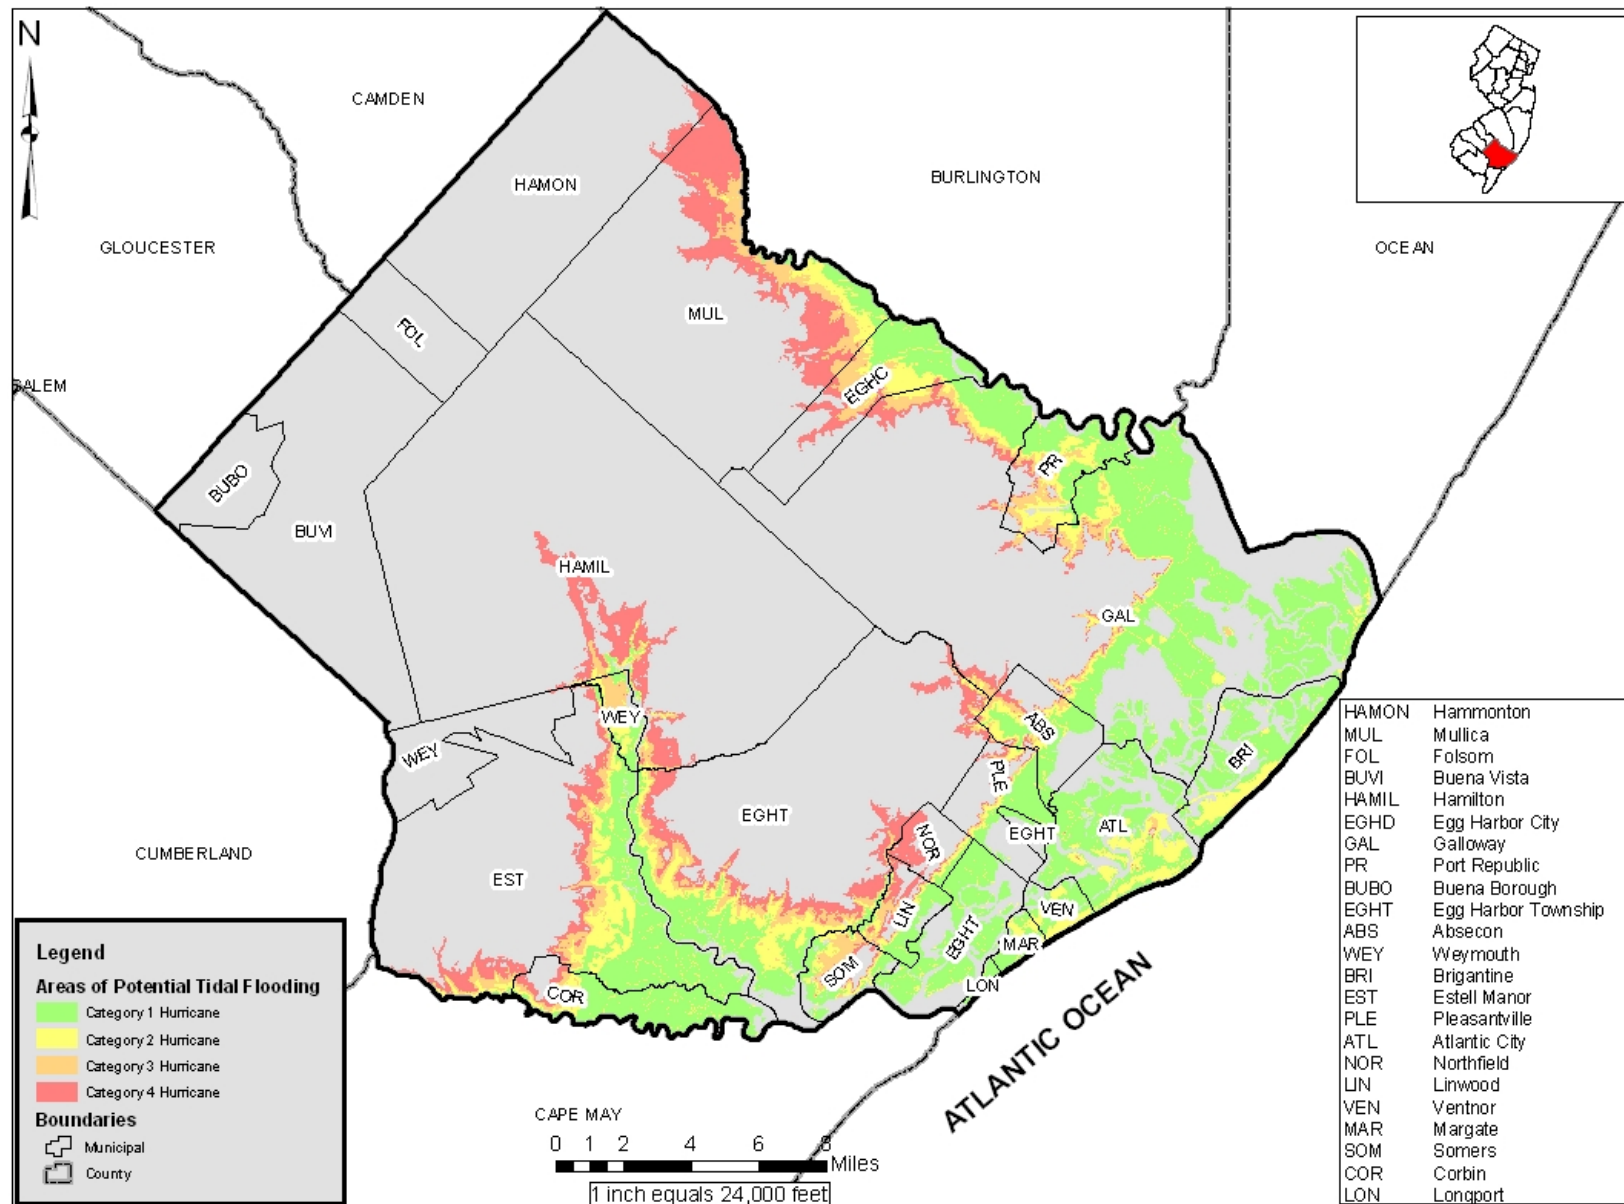 N
CAMDEN
HAMON
BURLINGTON
GLOUCESTER
OCEAN
MUL
FOL
SALEM
EGHC
BUBO
PR
BUVI
HAMIL
GAL
WEY
ABS
WEY
BRI
PLE
EGHT
EGHT
ATL
NOR
CUMBERLAND
EST
LIN
VEN
EGHT
MAR
SOM
LON
COR
ATLANTIC OCEAN
CAPE MAY
0 1 2 4 6 8
Miles
1 inch equals 24,000 feet
Legend
Areas of Potential Tidal Flooding
Category 1 Hurricane
Category 2 Hurricane
Category 3 Hurricane
Category 4 Hurricane
Boundaries
Municipal
County
HAMON Hammonton
MUL Mullica
FOL Folsom
BUVI Buena Vista
HAMIL Hamilton
EGHD Egg Harbor City
GAL Galloway
PR Port Republic
BUBO Buena Borough
EGHT Egg Harbor Township
ABS Absecon
WEY Weymouth
BRI Brigantine
EST Estell Manor
PLE Pleasantville
ATL Atlantic City
NOR Northfield
LIN Linwood
VEN Ventnor
MAR Margate
SOM Somers
COR Corbin
LON Longport